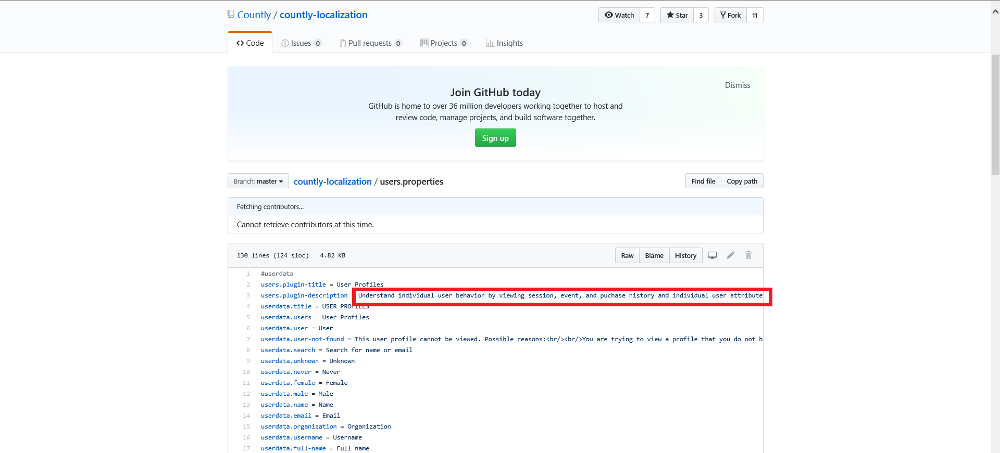 Countly / countly-localization
Watch 7 Star 3 Fork 11
Code Issues 0 Pull requests 0 Projects 0 Insights
Dismiss
Join GitHub today
GitHub is home to over 36 million developers working together to host and
review code, manage projects, and build software together.
Sign up
Branch: master countly-localization / users.properties Find file Copy path
Fetching contributors...
Cannot retrieve contributors at this time.
130 lines (124 sloc) 4.82 KB Raw Blame History
1 #userdata
2 users.plugin-title = User Profiles
3 users.plugin-description = Understand individual user behavior by viewing session, event, and puchase history and individual user attribute
4 userdata.title = USER PROFILES
5 userdata.users = User Profiles
6 userdata.user = User
7 userdata.user-not-found = This user profile cannot be viewed. Possible reasons:<br/><br/>You are trying to view a profile that you do not h
8 userdata.search = Search for name or email
9 userdata.unknown = Unknown
10 userdata.never = Never
11 userdata.female = Female
12 userdata.male = Male
13 userdata.name = Name
14 userdata.email = Email
15 userdata.organization = Organization
16 userdata.username = Username
17 userdata.full-name = Full name